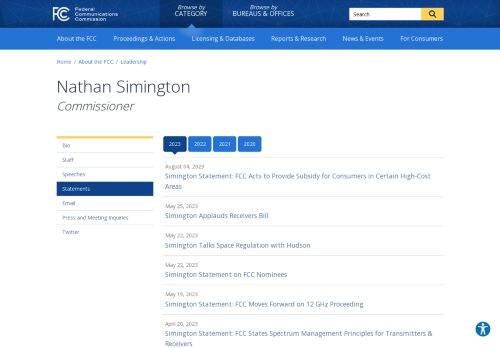 FCC Federal Communications Commission
Browse by CATEGORY
Browse by BUREAUS & OFFICES
Search
About the FCC Proceedings & Actions Licensing & Databases Reports & Research News & Events For Consumers
Home / About the FCC / Leadership
Nathan Simington
Commissioner
Bio
Staff
Speeches
Statements
Email
Press and Meeting Inquiries
Twitter
2023 2022 2021 2020
August 04, 2023
Simington Statement: FCC Acts to Provide Subsidy for Consumers in Certain High-Cost
Areas
May 25, 2023
Simington Applauds Receivers Bill
May 22, 2023
Simington Talks Space Regulation with Hudson
May 22, 2023
Simington Statement on FCC Nominees
May 19, 2023
Simington Statement: FCC Moves Forward on 12 GHz Proceeding
April 20, 2023
Simington Statement: FCC States Spectrum Management Principles for Transmitters &
Receivers